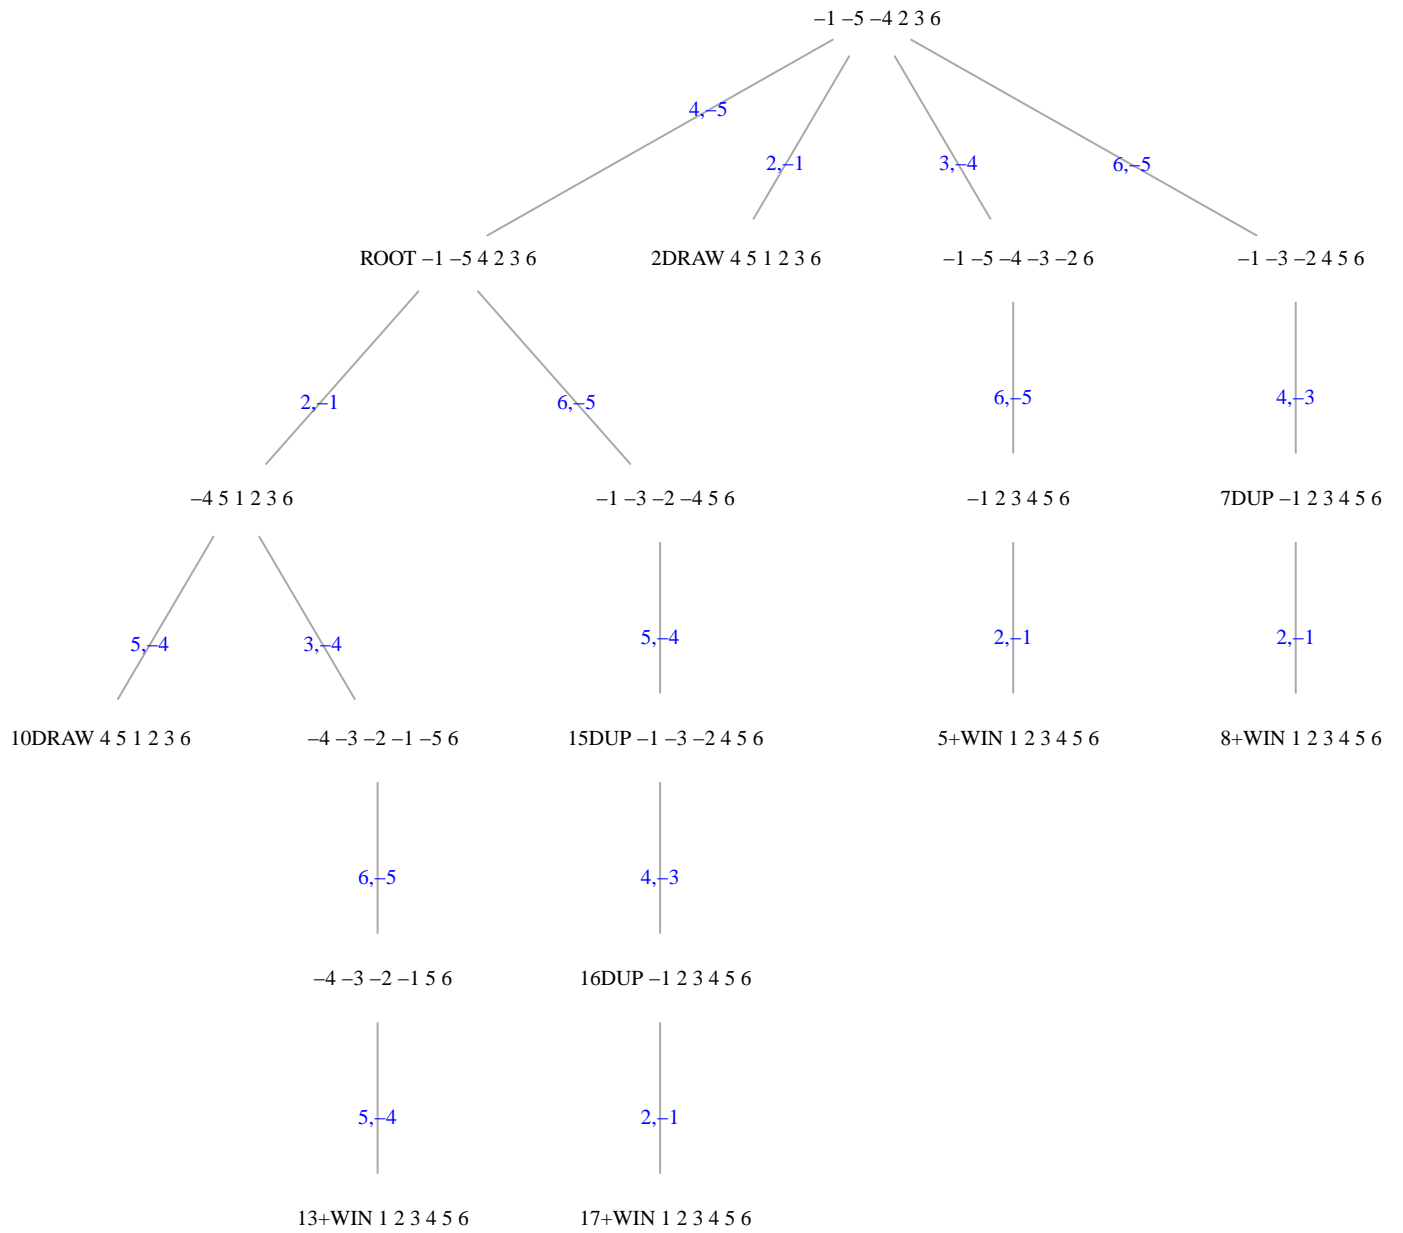 −1 −5 −4 2 3 6
4,−5
2,−1
3,−4
6,−5
ROOT −1 −5 4 2 3 6
2DRAW 4 5 1 2 3 6
−1 −5 −4 −3 −2 6
−1 −3 −2 4 5 6
2,−1
6,−5
6,−5
4,−3
−4 5 1 2 3 6
−1 −3 −2 −4 5 6
−1 2 3 4 5 6
7DUP −1 2 3 4 5 6
5,−4
3,−4
5,−4
2,−1
2,−1
10DRAW 4 5 1 2 3 6
−4 −3 −2 −1 −5 6
15DUP −1 −3 −2 4 5 6
5+WIN 1 2 3 4 5 6
8+WIN 1 2 3 4 5 6
6,−5
4,−3
−4 −3 −2 −1 5 6
16DUP −1 2 3 4 5 6
5,−4
2,−1
13+WIN 1 2 3 4 5 6
17+WIN 1 2 3 4 5 6